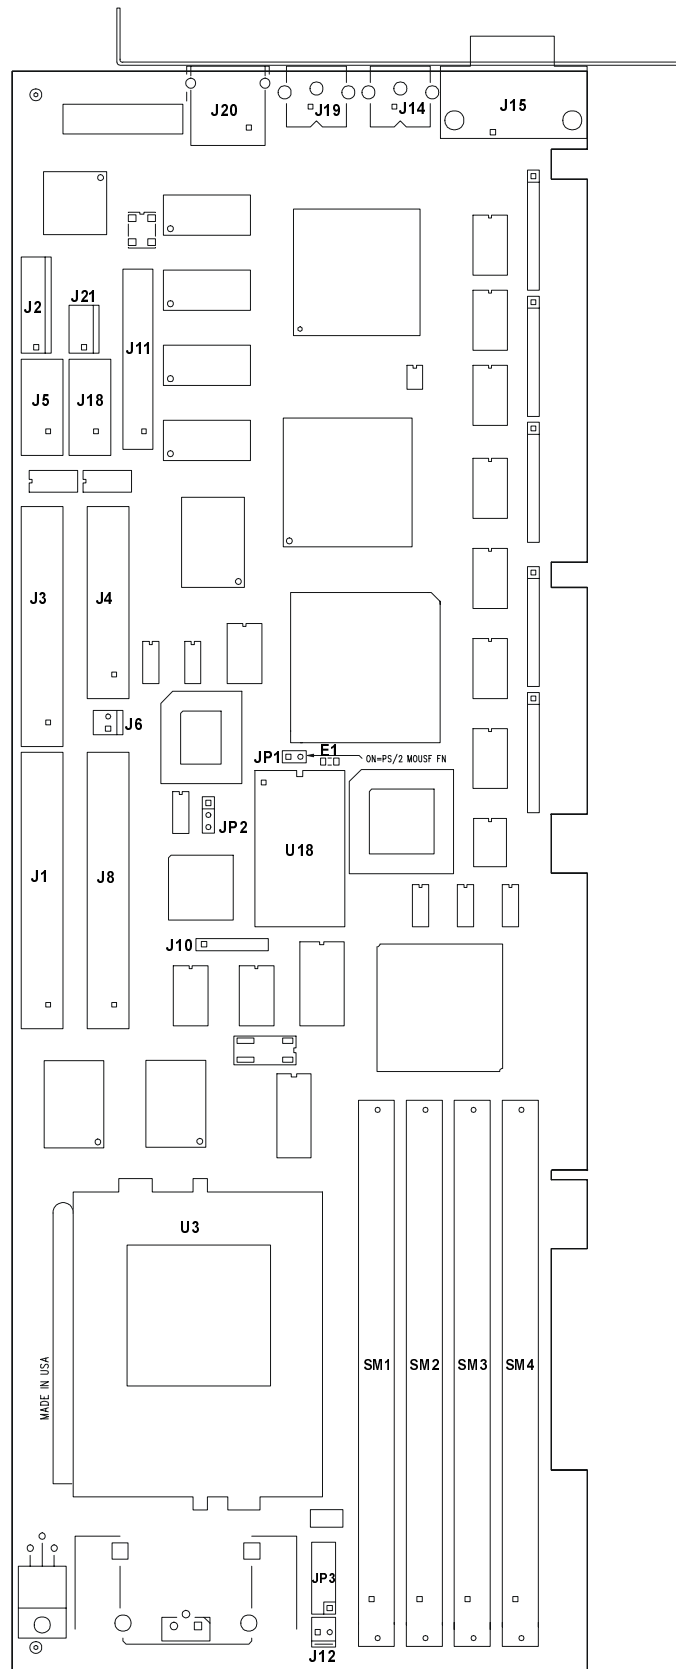 J20 J19 J14 J15
J2 J21
J11
J5 J18
J3 J4
J6
JP1 E1
ON=PS/2 MOUSF FN
JP2
U18
J1 J8
J10
U3
MADE IN USA
SM1 SM2 SM3 SM4
JP3
J12